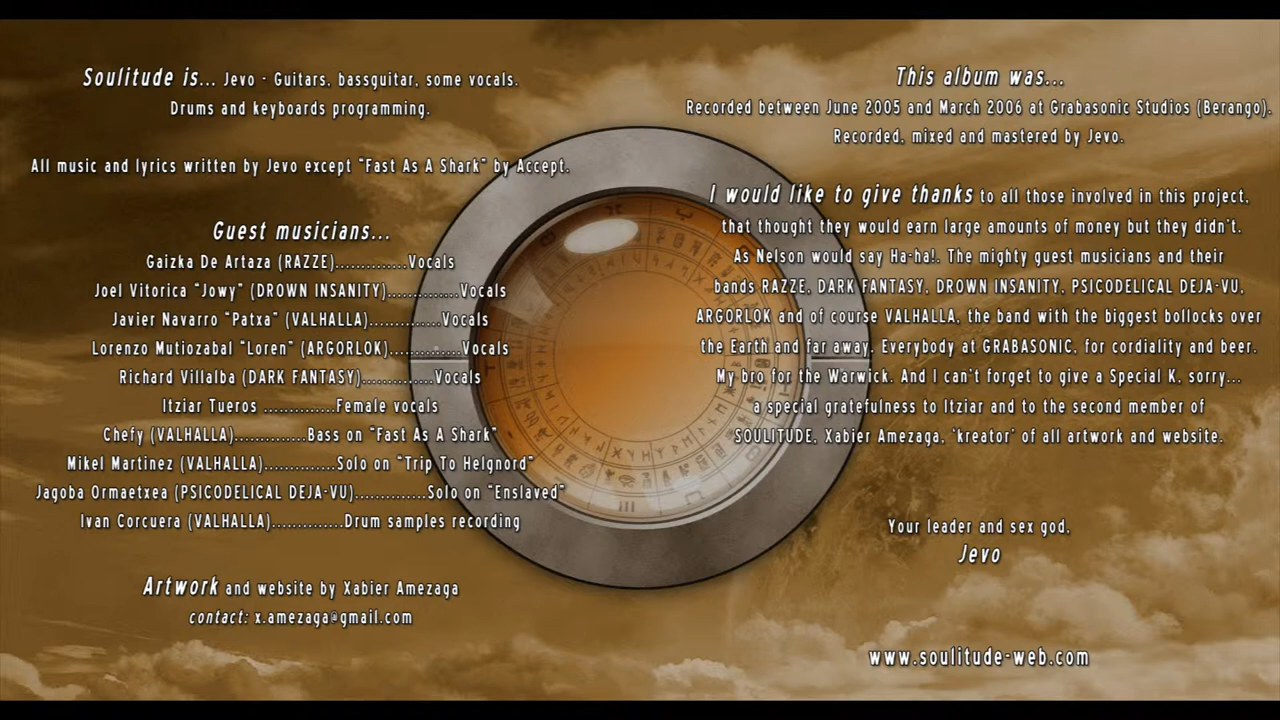 Soulitude is... Jevo - Guitars, bassguitar, some vocals.
Drums and keyboards programming.
All music and lyrics written by Jevo except "Fast As A Shark" by Accept.
Guest musicians...
Gaizka De Artaza (RAZZE).............Vocals
Joel Vitorica "Jowy" (DROWN INSANITY).............Vocals
Javier Navarro "Patxa" (VALHALLA).............Vocals
Lorenzo Mutiozabal "Loren" (ARGORLOK).............Vocals
Richard Villalba (DARK FANTASY).............Vocals
Itziar Tueros .............Female vocals
Chefy (VALHALLA).............Bass on "Fast As A Shark"
Mikel Martinez (VALHALLA).............Solo on "Trip To Helgnord"
Jagoba Ormaetxea (PSICODELICAL DEJA-VU).............Solo on "Enslaved"
Ivan Corcuera (VALHALLA).............Drum samples recording
Artwork and website by Xabier Amezaga
contact: x.amezaga@gmail.com
This album was...
Recorded between June 2005 and March 2006 at Grabasonic Studios (Berango).
Recorded, mixed and mastered by Jevo.
I would like to give thanks to all those involved in this project,
that thought they would earn large amounts of money but they didn't.
As Nelson would say Ha-ha!. The mighty guest musicians and their
bands RAZZE, DARK FANTASY, DROWN INSANITY, PSICODELICAL DEJA-VU,
ARGORLOK and of course VALHALLA, the band with the biggest bollocks over
the Earth and far away. Everybody at GRABASONIC, for cordiality and beer.
My bro for the Warwick. And I can't forget to give a Special K, sorry...
a special gratefulness to Itziar and to the second member of
SOULITUDE, Xabier Amezaga, 'kreator' of all artwork and website.
Your leader and sex god,
Jevo
www.soulitude-web.com